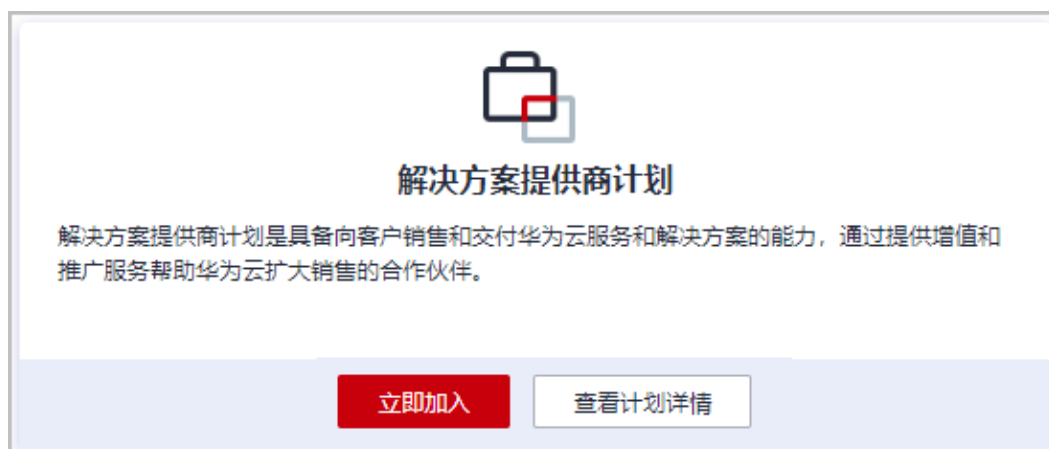 解决方案提供商计划
解决方案提供商计划是具备向客户销售和交付华为云服务和解决方案的能力，通过提供增值和
推广服务帮助华为云扩大销售的合作伙伴。
立即加入
查看计划详情